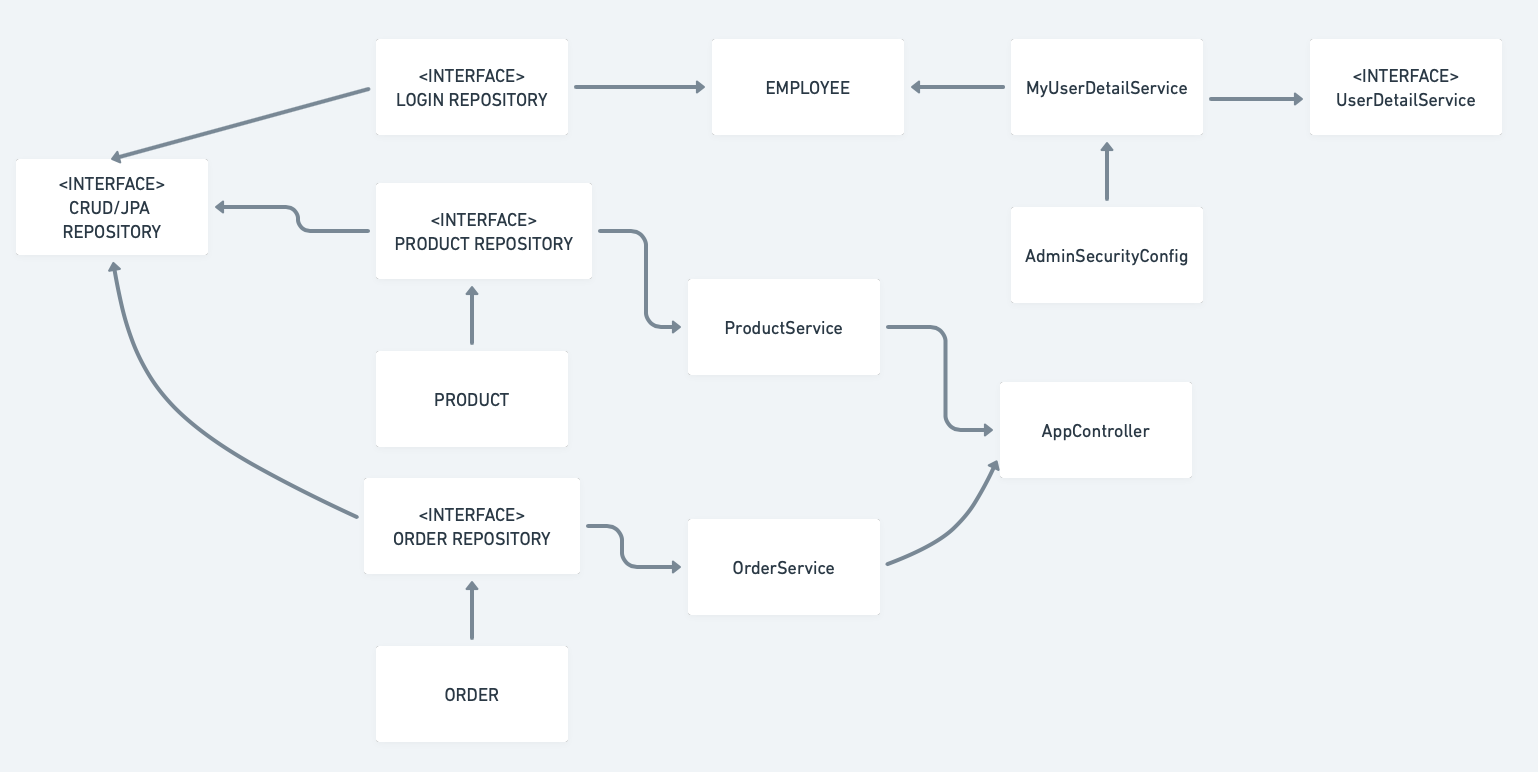 <INTERFACE>
LOGIN REPOSITORY
EMPLOYEE
MyUserDetailService
<INTERFACE>
UserDetailService
<INTERFACE>
CRUD/JPA
REPOSITORY
<INTERFACE>
PRODUCT REPOSITORY
AdminSecurityConfig
ProductService
PRODUCT
AppController
<INTERFACE>
ORDER REPOSITORY
OrderService
ORDER